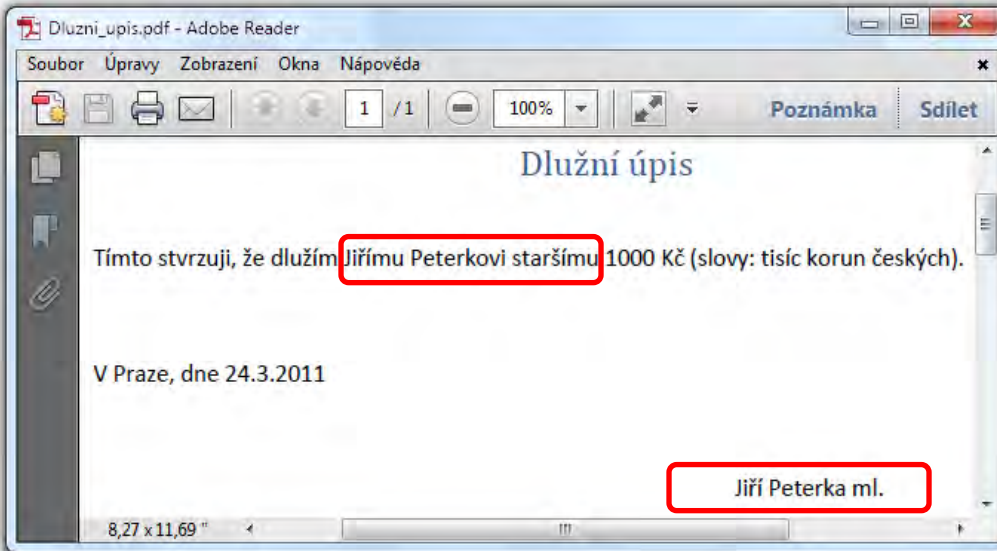 Dluzni_upis.pdf - Adobe Reader
Soubor Úpravy Zobrazení Okna Nápověda
1 / 1 100% Poznámka Sdílet
Dlužní úpis
Tímto stvrzuji, že dlužím Jiřímu Peterkovi staršímu 1000 Kč (slovy: tisíc korun českých).
V Praze, dne 24.3.2011
Jiří Peterka ml.
8,27 x 11,69 "